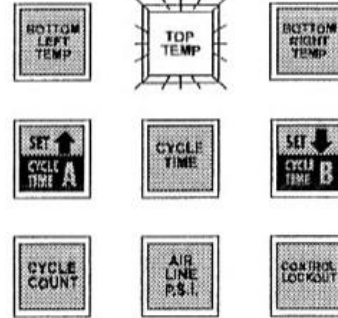 BOTTOM
LEFT
TEMP
TOP
TEMP
BOTTOM
RIGHT
TEMP
SET
CYCLE
TIME A
CYCLE
TIME
SET
CYCLE
TIME B
CYCLE
COUNT
AIR
LINE
P.S.I.
CONTROL
LOCKOUT